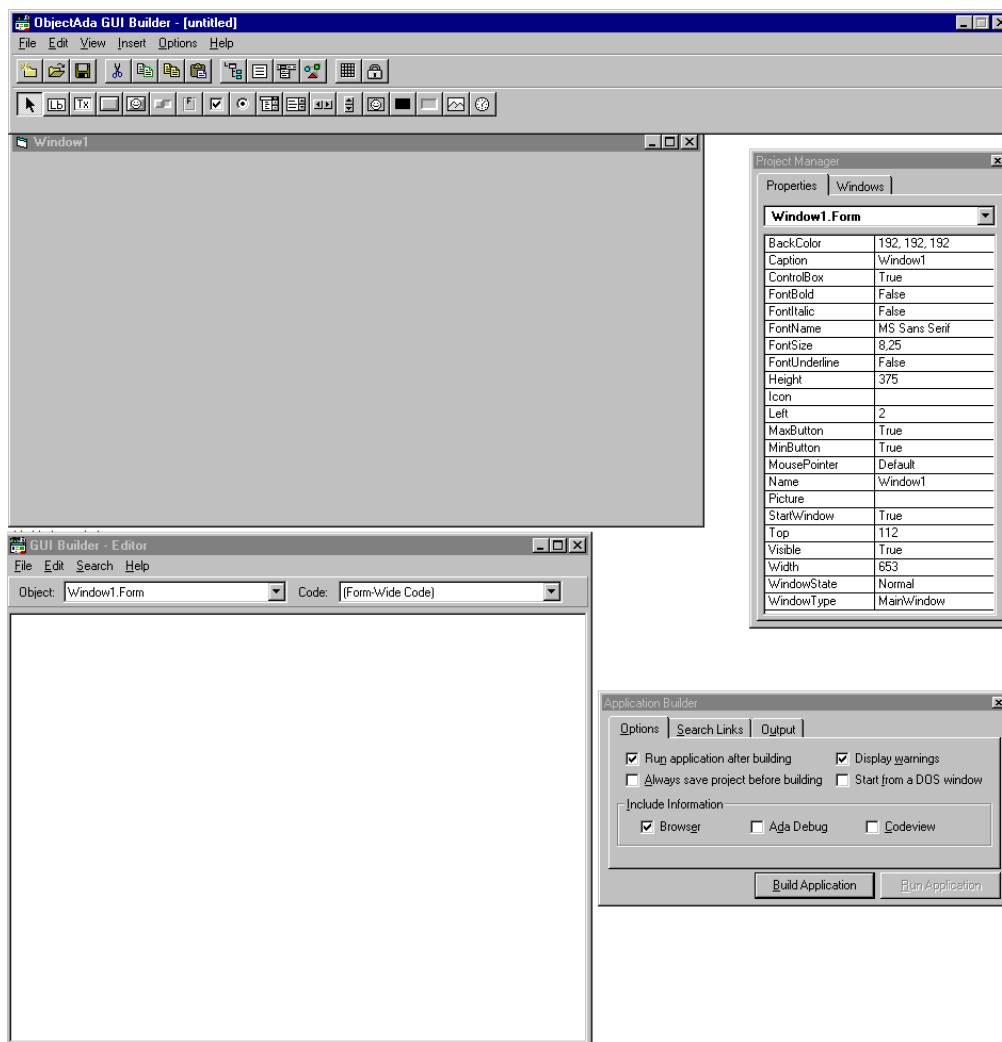 ObjectAda GUI Builder - [untitled]
File Edit View Insert Options Help
Lb Tx
Window1
Project Manager
Properties Windows
Window1.Form
BackColor 192, 192, 192
Caption Window1
ControlBox True
FontBold False
FontItalic False
FontName MS Sans Serif
FontSize 8,25
FontUnderline False
Height 375
Icon
Left 2
MaxButton True
MinButton True
MousePointer Default
Name Window1
Picture
StartWindow True
Top 112
Visible True
Width 653
WindowState Normal
WindowType MainWindow
GUI Builder - Editor
File Edit Search Help
Object: Window1.Form Code: (Form-Wide Code)
Application Builder
Options Search Links Output
Run application after building Display warnings
Always save project before building Start from a DOS window
Include Information
Browser Ada Debug Codeview
Build Application Run Application